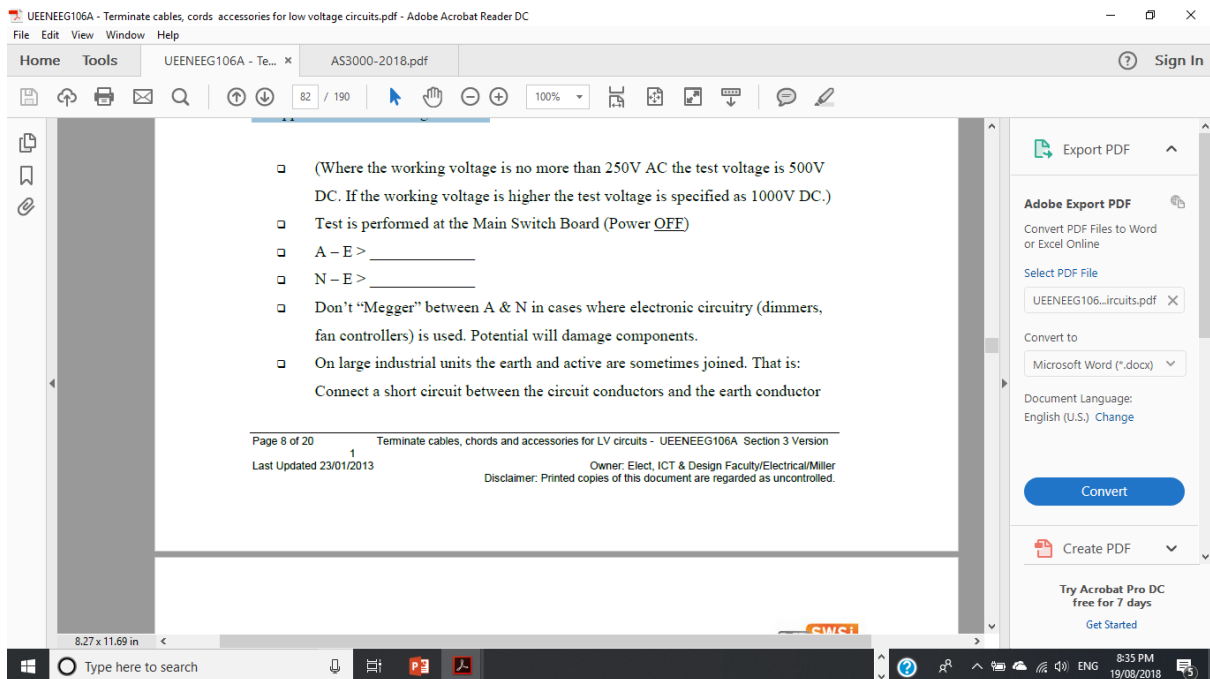 UEENEEG106A - Terminate cables, cords  accessories for low voltage circuits.pdf - Adobe Acrobat Reader DC
File Edit View Window Help
Home Tools UEENEEG106A - Te... × AS3000-2018.pdf ? Sign In
82 / 190 100%
(Where the working voltage is no more than 250V AC the test voltage is 500V
DC. If the working voltage is higher the test voltage is specified as 1000V DC.)
Test is performed at the Main Switch Board (Power OFF)
A – E > ______________
N – E > ______________
Don't “Megger” between A & N in cases where electronic circuitry (dimmers,
fan controllers) is used. Potential will damage components.
On large industrial units the earth and active are sometimes joined. That is:
Connect a short circuit between the circuit conductors and the earth conductor
Page 8 of 20 Terminate cables, chords and accessories for LV circuits - UEENEEG106A Section 3 Version
1
Last Updated 23/01/2013 Owner: Elect, ICT & Design Faculty/Electrical/Miller
Disclaimer: Printed copies of this document are regarded as uncontrolled.
8.27 x 11.69 in
Export PDF
Adobe Export PDF
Convert PDF Files to Word
or Excel Online
Select PDF File
UEENEEG106...ircuits.pdf
Convert to
Microsoft Word (*.docx)
Document Language:
English (U.S.) Change
Convert
Create PDF
Try Acrobat Pro DC
free for 7 days
Get Started
Type here to search
ENG
8:35 PM
19/08/2018